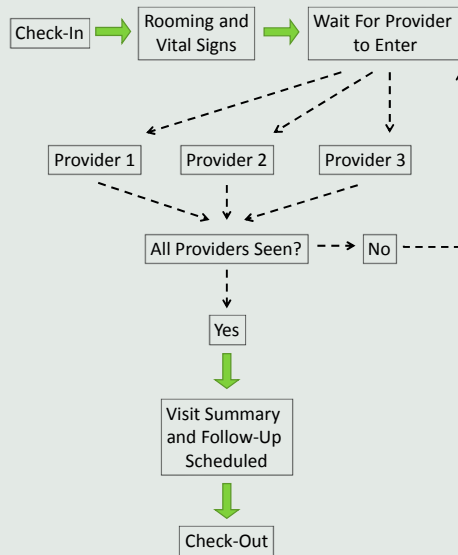 Check-In
Rooming and
Vital Signs
Wait For Provider
to Enter
Provider 1
Provider 2
Provider 3
All Providers Seen?
No
Yes
Visit Summary
and Follow-Up
Scheduled
Check-Out